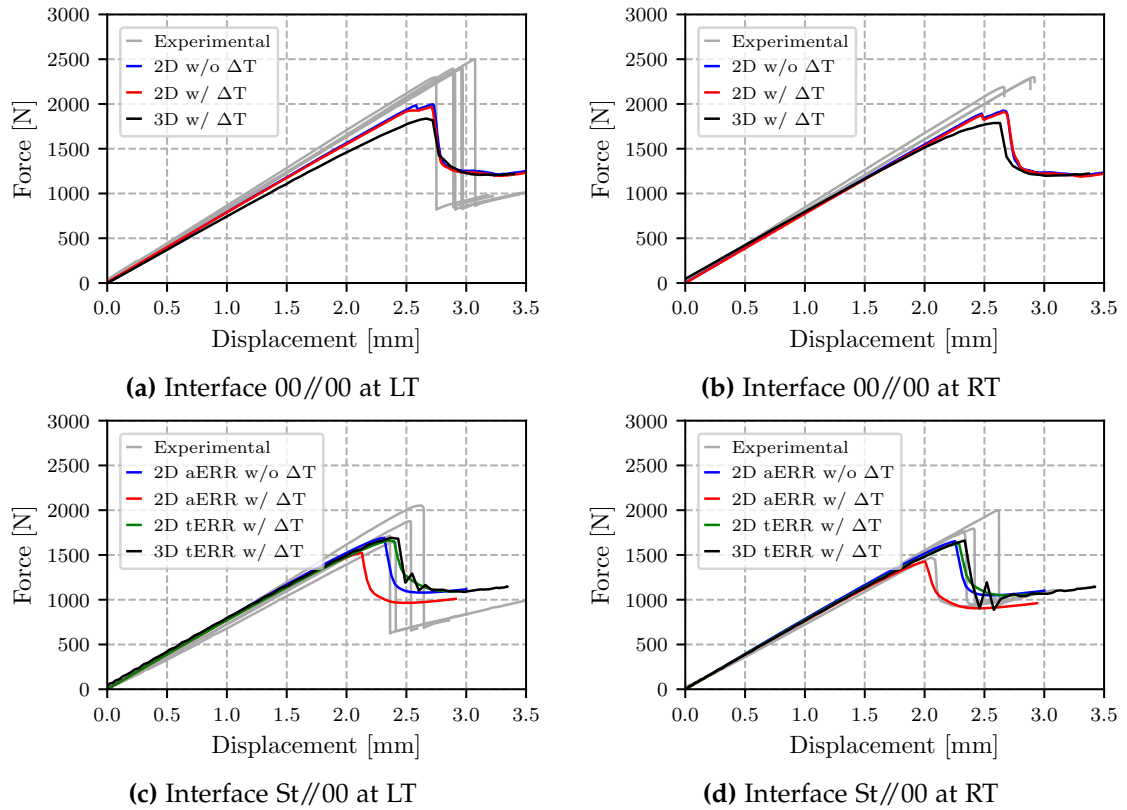 3000
2500
2000
1500
1000
500
0
Force [N]
Experimental
2D w/o ΔT
2D w/ ΔT
3D w/ ΔT
0.0 0.5 1.0 1.5 2.0 2.5 3.0 3.5
Displacement [mm]
(a) Interface 00//00 at LT
3000
2500
2000
1500
1000
500
0
Force [N]
Experimental
2D w/o ΔT
2D w/ ΔT
3D w/ ΔT
0.0 0.5 1.0 1.5 2.0 2.5 3.0 3.5
Displacement [mm]
(b) Interface 00//00 at RT
3000
2500
2000
1500
1000
500
0
Force [N]
Experimental
2D aERR w/o ΔT
2D aERR w/ ΔT
2D tERR w/ ΔT
3D tERR w/ ΔT
0.0 0.5 1.0 1.5 2.0 2.5 3.0 3.5
Displacement [mm]
(c) Interface St//00 at LT
3000
2500
2000
1500
1000
500
0
Force [N]
Experimental
2D aERR w/o ΔT
2D aERR w/ ΔT
2D tERR w/ ΔT
3D tERR w/ ΔT
0.0 0.5 1.0 1.5 2.0 2.5 3.0 3.5
Displacement [mm]
(d) Interface St//00 at RT